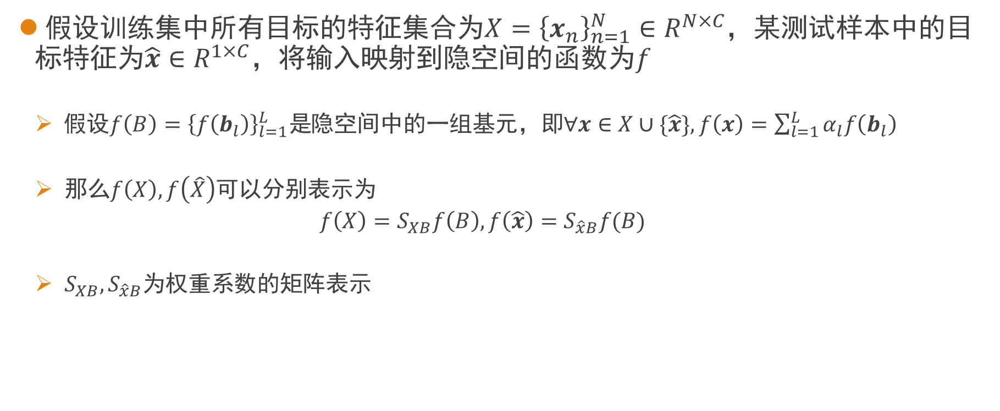 假设训练集中所有目标的特征集合为$X = \{\boldsymbol{x}_n\}_{n=1}^{N} \in R^{N \times C}$，某测试样本中的目
标特征为$\widehat{\boldsymbol{x}} \in R^{1 \times C}$，将输入映射到隐空间的函数为$f$
假设$f(B) = \{f(\boldsymbol{b}_l)\}_{l=1}^{L}$是隐空间中的一组基元，即$\forall \boldsymbol{x} \in X \cup \{\widehat{\boldsymbol{x}}\}, f(\boldsymbol{x}) = \sum_{l=1}^{L} \alpha_l f(\boldsymbol{b}_l)$
那么$f(X), f(\hat{X})$可以分别表示为
$f(X) = S_{XB} f(B), f(\widehat{\boldsymbol{x}}) = S_{\hat{x}B} f(B)$
$S_{XB}, S_{\hat{x}B}$为权重系数的矩阵表示